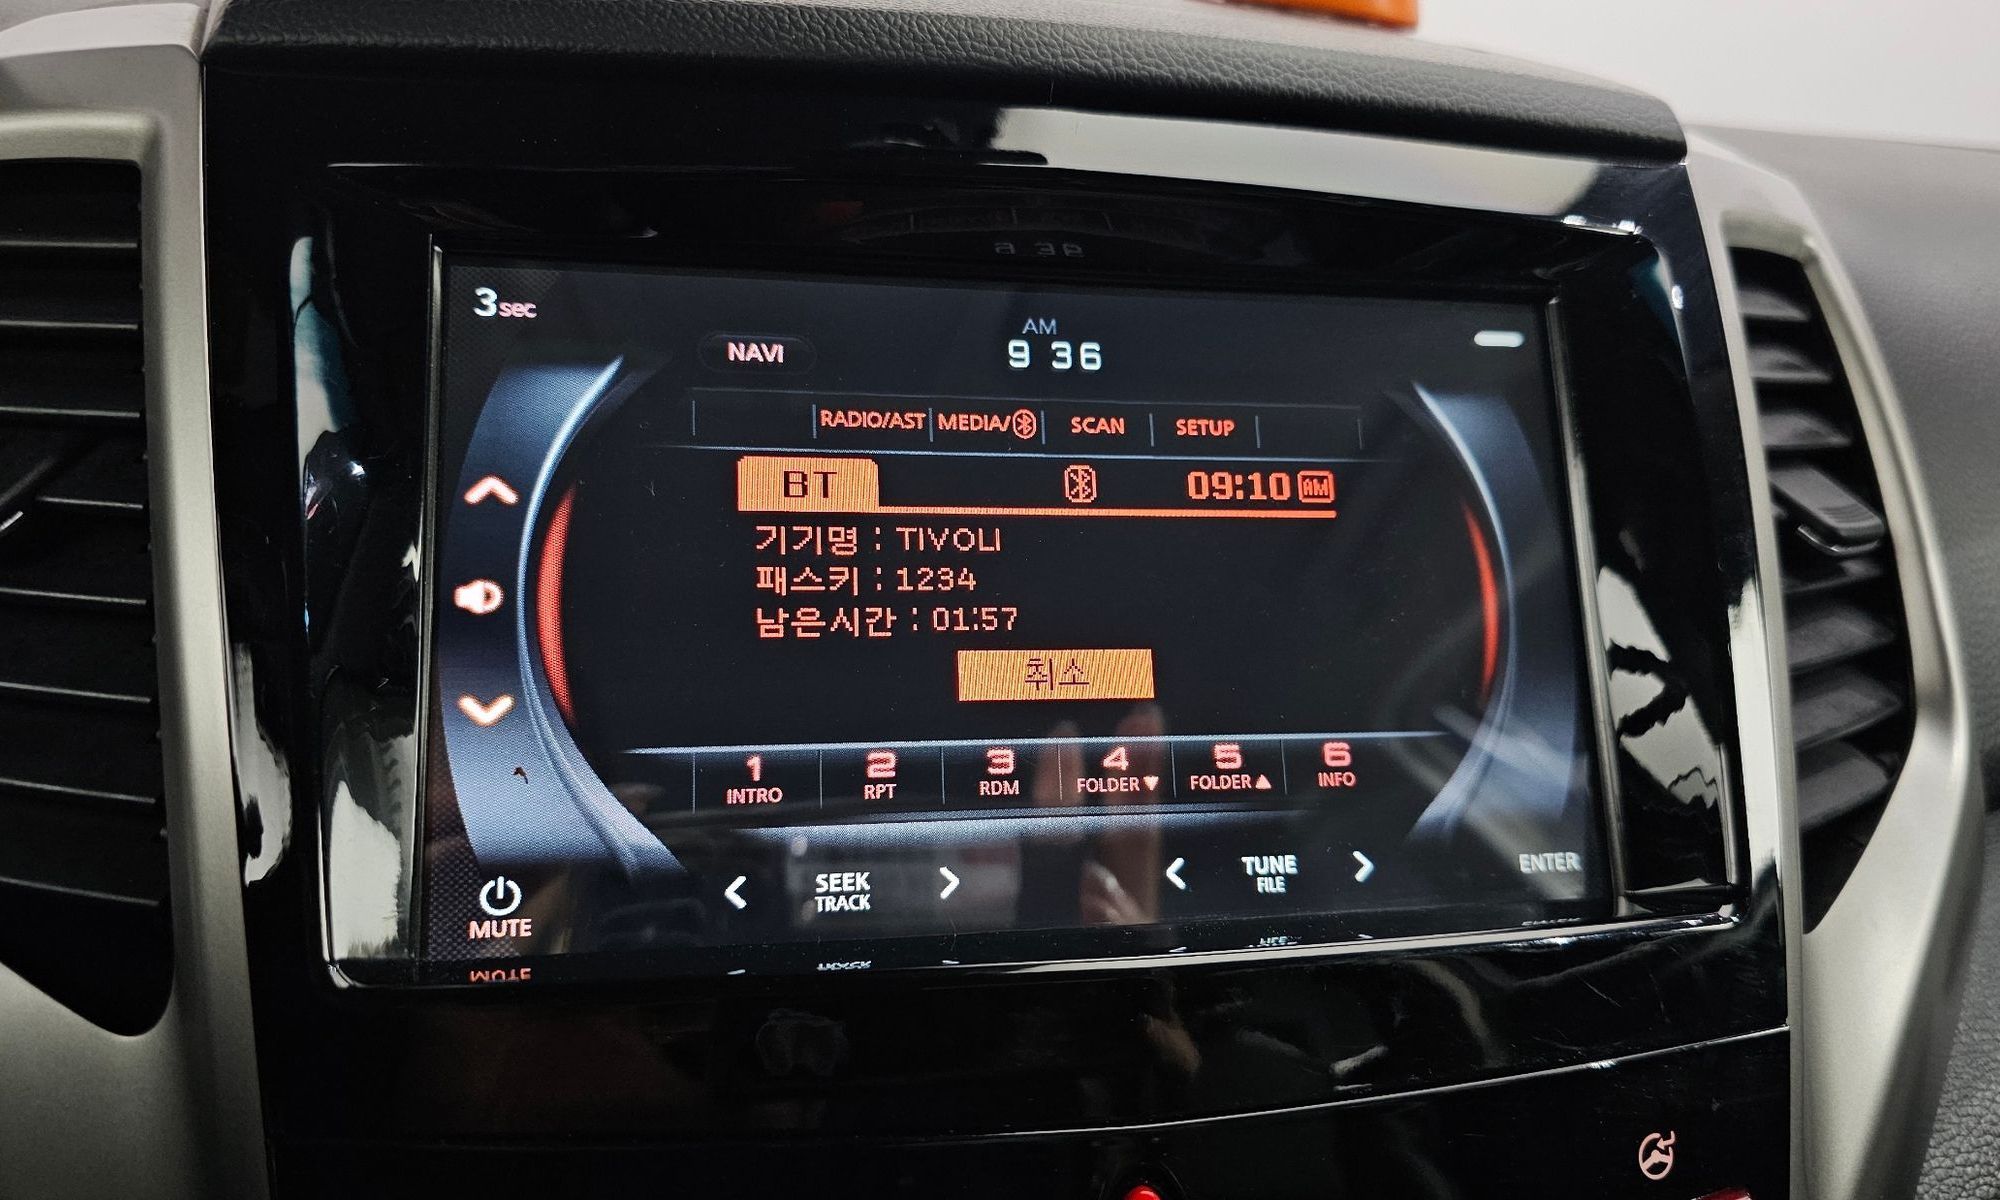 3sec
AM
NAVI
9 36
RADIO/AST MEDIA/ SCAN SETUP
BT 09:10 AM
기기명 : TIVOLI
패스키 : 1234
남은시간 : 01:57
취소
1 2 3 4 5 6
INTRO RPT RDM FOLDER▼ FOLDER▲ INFO
< SEEK > < TUNE > ENTER
TRACK FILE
MUTE